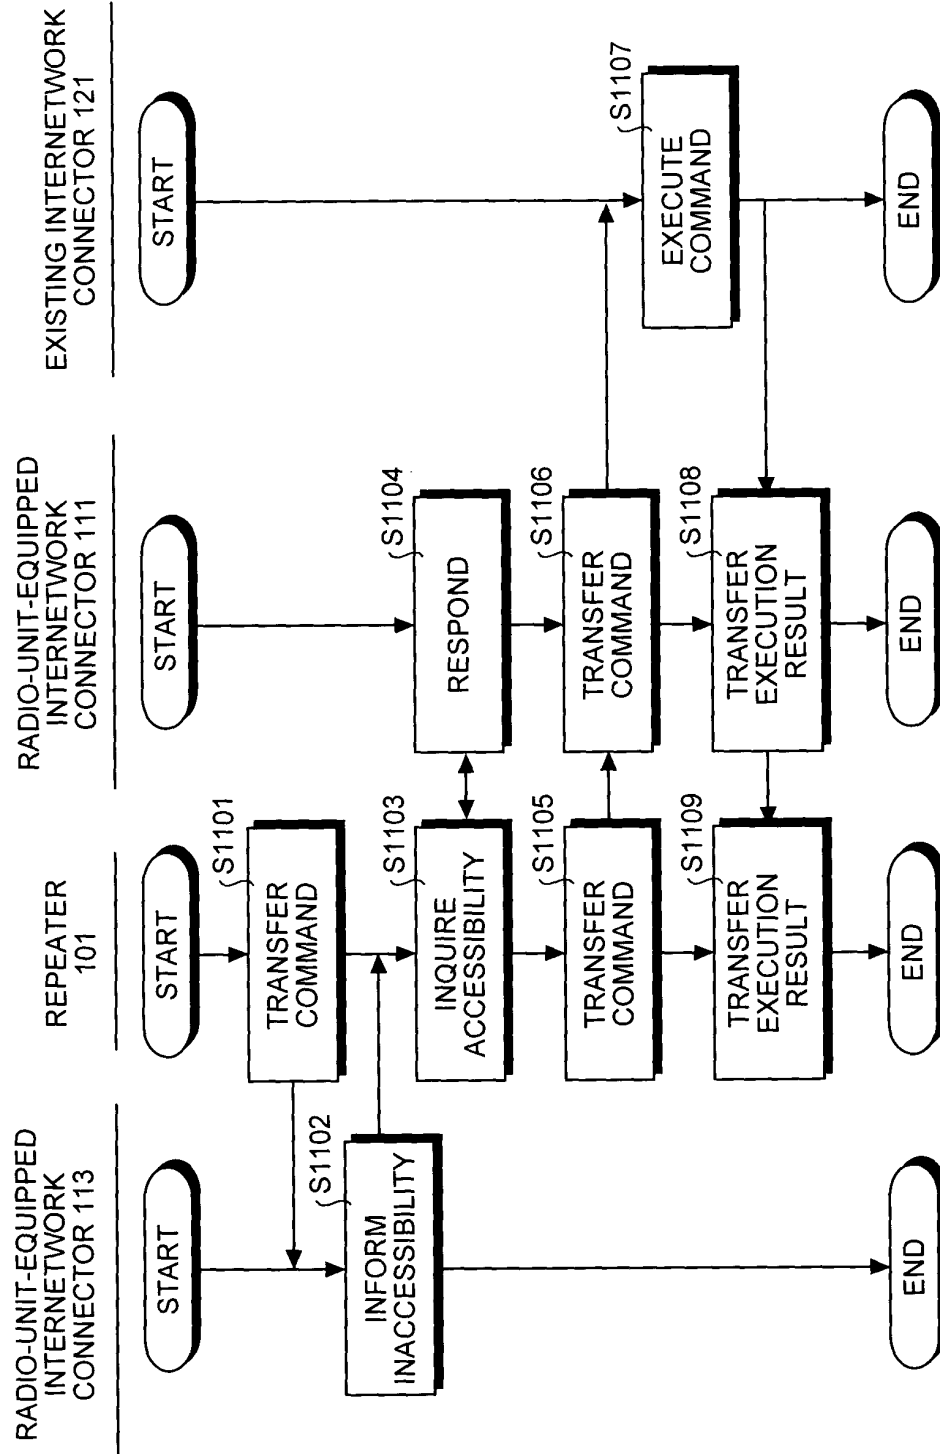 RADIO-UNIT-EQUIPPED
INTERNETWORK
CONNECTOR 113
REPEATER
101
RADIO-UNIT-EQUIPPED
INTERNETWORK
CONNECTOR 111
EXISTING INTERNETWORK
CONNECTOR 121
START
START
START
START
S1101
TRANSFER
COMMAND
S1102
INFORM
INACCESSIBILITY
S1103
INQUIRE
ACCESSIBILITY
S1104
RESPOND
S1105
TRANSFER
COMMAND
S1106
TRANSFER
COMMAND
S1107
EXECUTE
COMMAND
S1108
TRANSFER
EXECUTION
RESULT
S1109
TRANSFER
EXECUTION
RESULT
END
END
END
END